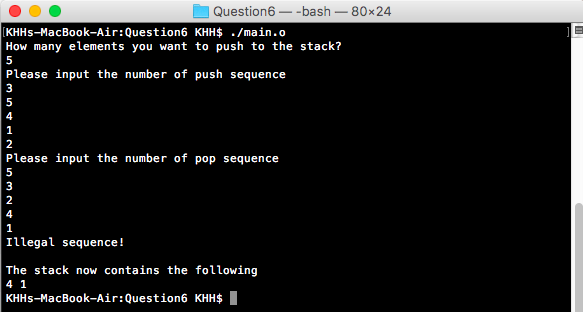 Question6 — -bash — 80×24
[KHHs-MacBook-Air:Question6 KHH$ ./main.o ]
How many elements you want to push to the stack?
5
Please input the number of push sequence
3
5
4
1
2
Please input the number of pop sequence
5
3
2
4
1
Illegal sequence!
The stack now contains the following
4 1
KHHs-MacBook-Air:Question6 KHH$